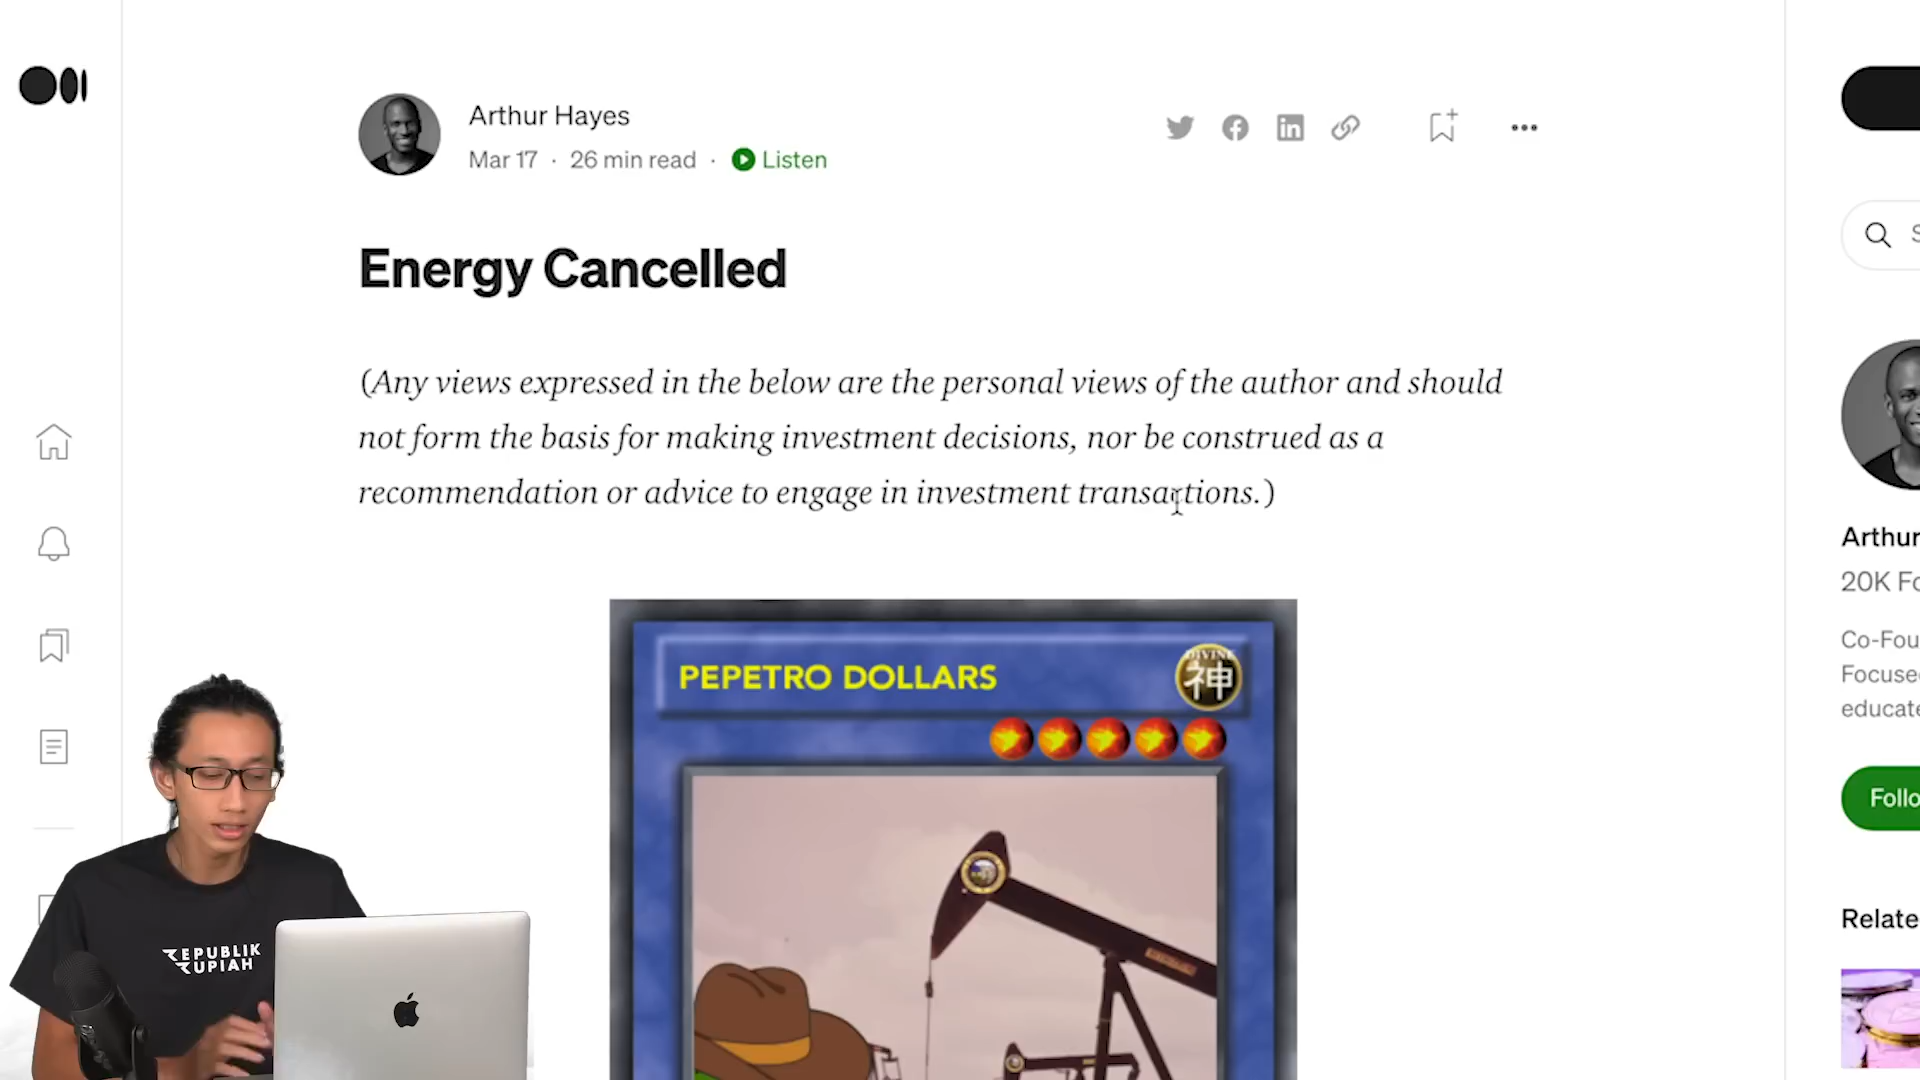 Arthur Hayes
Mar 17 · 26 min read · Listen
Energy Cancelled
(Any views expressed in the below are the personal views of the author and should
not form the basis for making investment decisions, nor be construed as a
recommendation or advice to engage in investment transactions.)
PEPETRO DOLLARS
DIVINE
神
REPUBLIK
RUPIAH
S
Arthur
20K Fo
Co-Fou
Focuse
educate
Follo
Relate